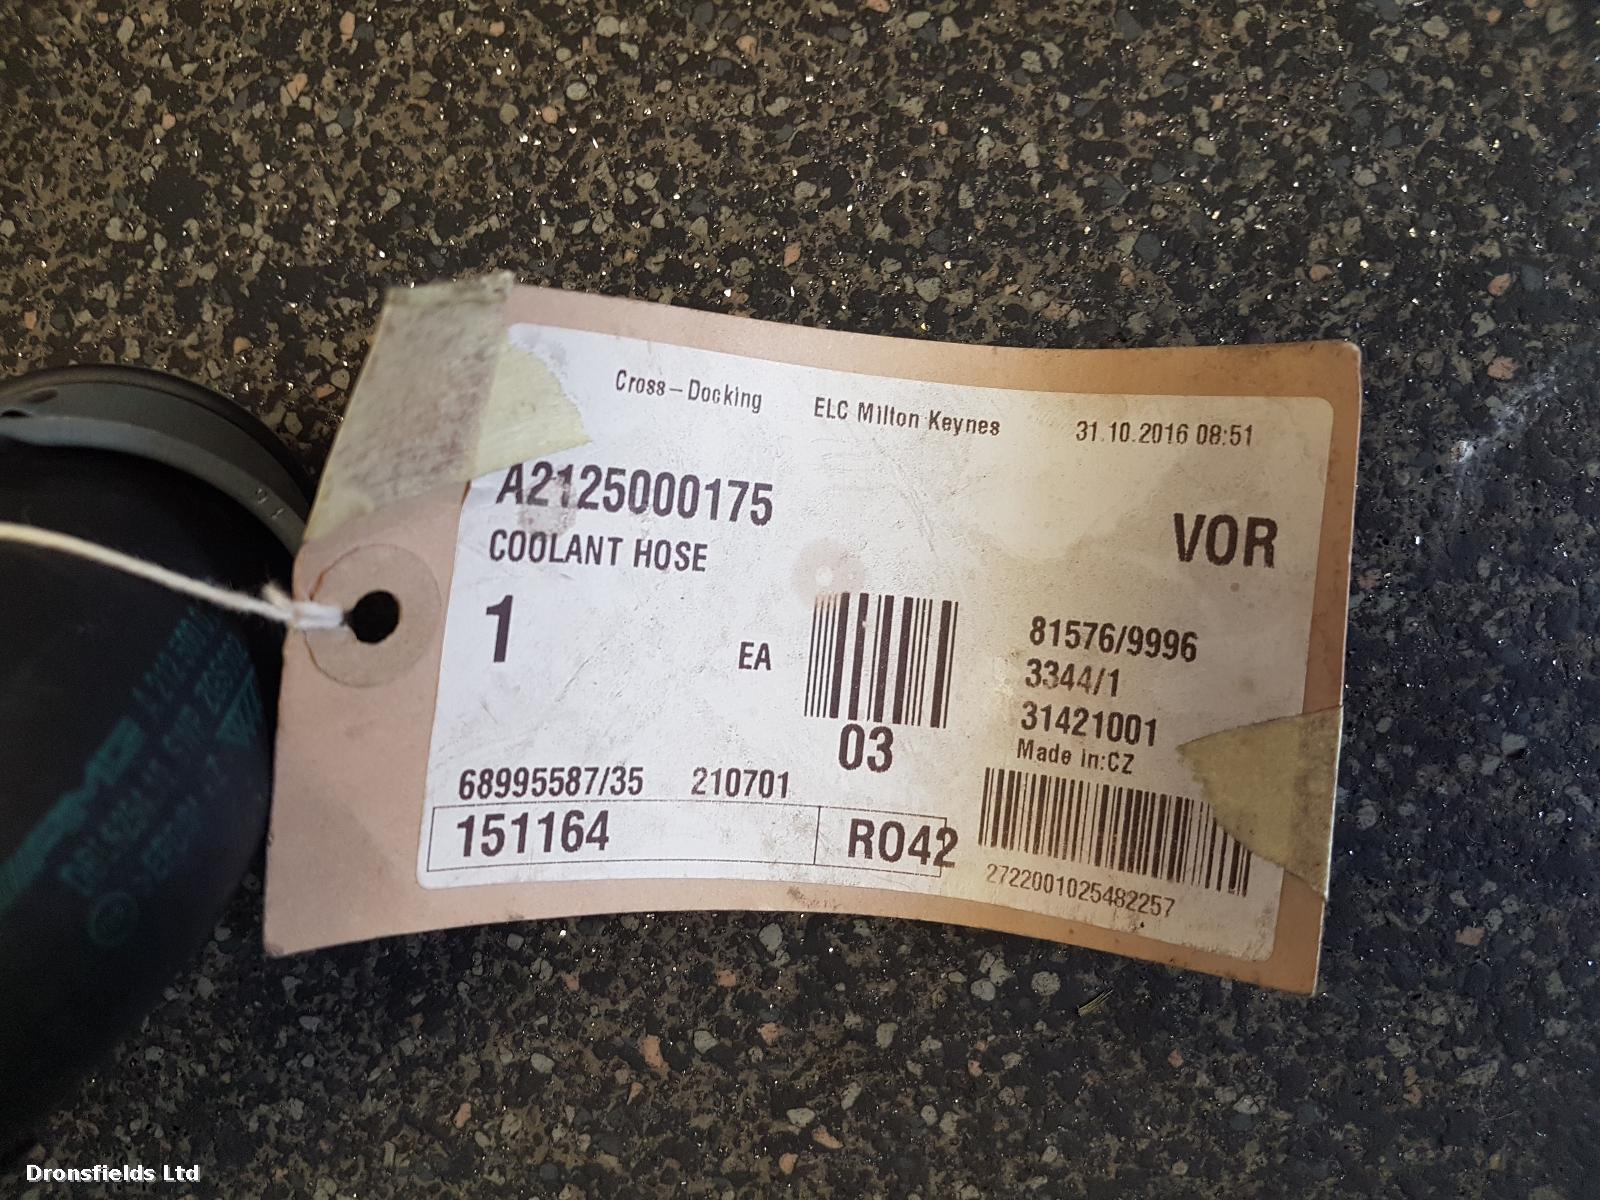 Cross-Docking ELC Milton Keynes 31.10.2016 08:51
A2125000175
VOR
COOLANT HOSE
1 EA
03
81576/9996
3344/1
31421001
Made in:CZ
68995587/35 210701
151164 RO42
2722001025482257
Dronsfields Ltd